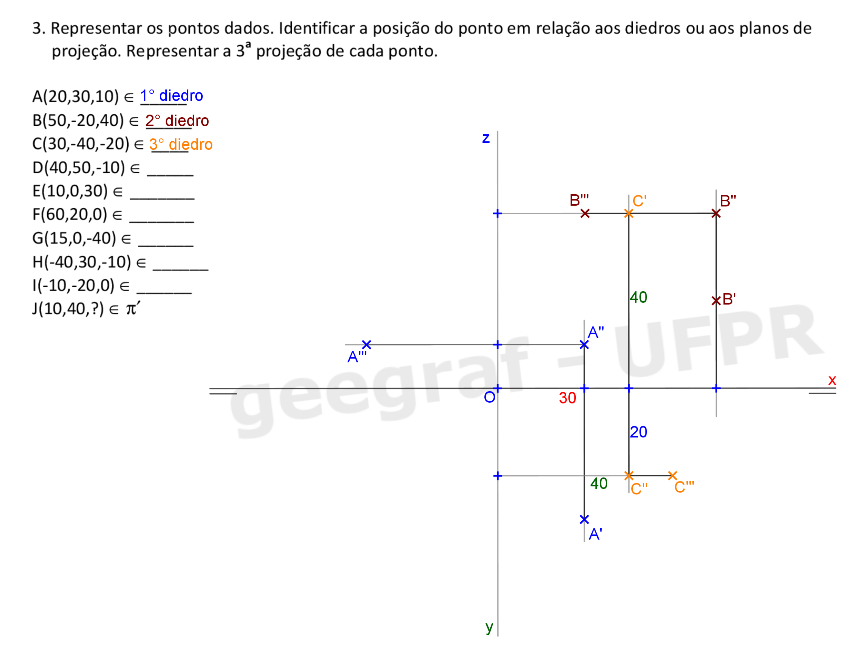 3. Representar os pontos dados. Identificar a posição do ponto em relação aos diedros ou aos planos de
projeção. Representar a 3ª projeção de cada ponto.
A(20,30,10) ∈ 1° diedro
B(50,-20,40) ∈ 2° diedro
C(30,-40,-20) ∈ 3° diedro
D(40,50,-10) ∈ _____
E(10,0,30) ∈ _______
F(60,20,0) ∈ _______
G(15,0,-40) ∈ ______
H(-40,30,-10) ∈ ______
I(-10,-20,0) ∈ ______
J(10,40,?) ∈ π′
z
B''' C' B''
40 B'
A''
A'''
geegraf - UFPR
x
O 30
20
40 C'' C'''
A'
y